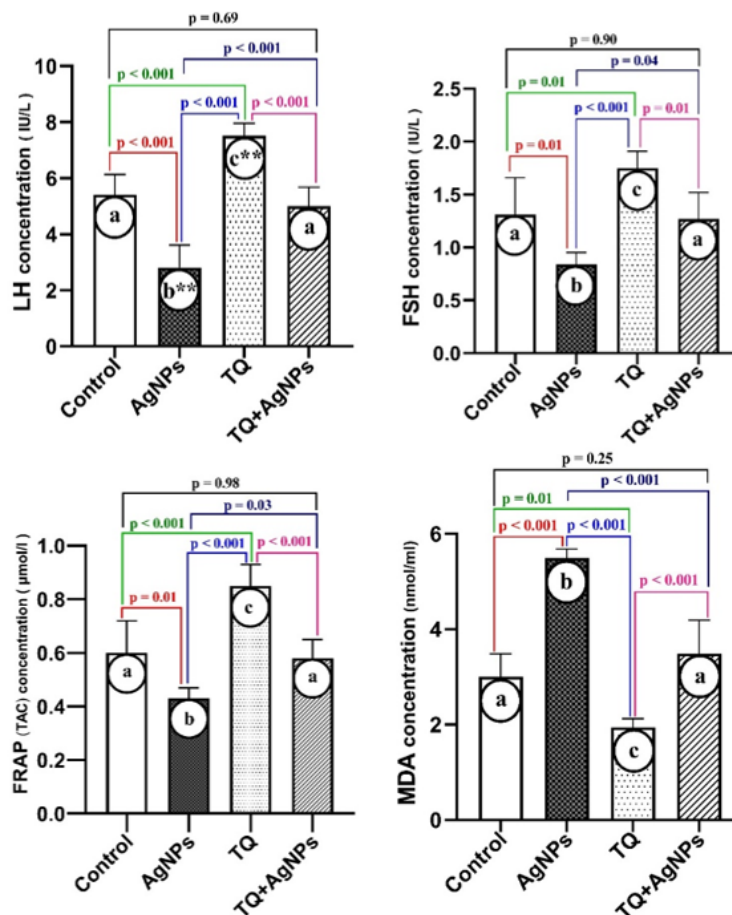 p = 0.69
p < 0.001
p < 0.001
p < 0.001
p < 0.001
p < 0.001
LH concentration ( IU/L )
10
8
6
4
2
0
a
b**
c**
a
Control
AgNPs
TQ
TQ+AgNPs
p = 0.90
p = 0.04
p = 0.01
p < 0.001
p = 0.01
p = 0.01
FSH concentration ( IU/L )
2.5
2.0
1.5
1.0
0.5
0.0
a
b
c
a
Control
AgNPs
TQ
TQ+AgNPs
p = 0.98
p = 0.03
p < 0.001
p < 0.001
p < 0.001
p = 0.01
FRAP (TAC) concentration ( µmol/l )
1.0
0.8
0.6
0.4
0.2
0.0
a
b
c
a
Control
AgNPs
TQ
TQ+AgNPs
p = 0.25
p < 0.001
p = 0.01
p < 0.001
p < 0.001
p < 0.001
MDA concentration (nmol/ml)
6
4
2
0
a
b
c
a
Control
AgNPs
TQ
TQ+AgNPs